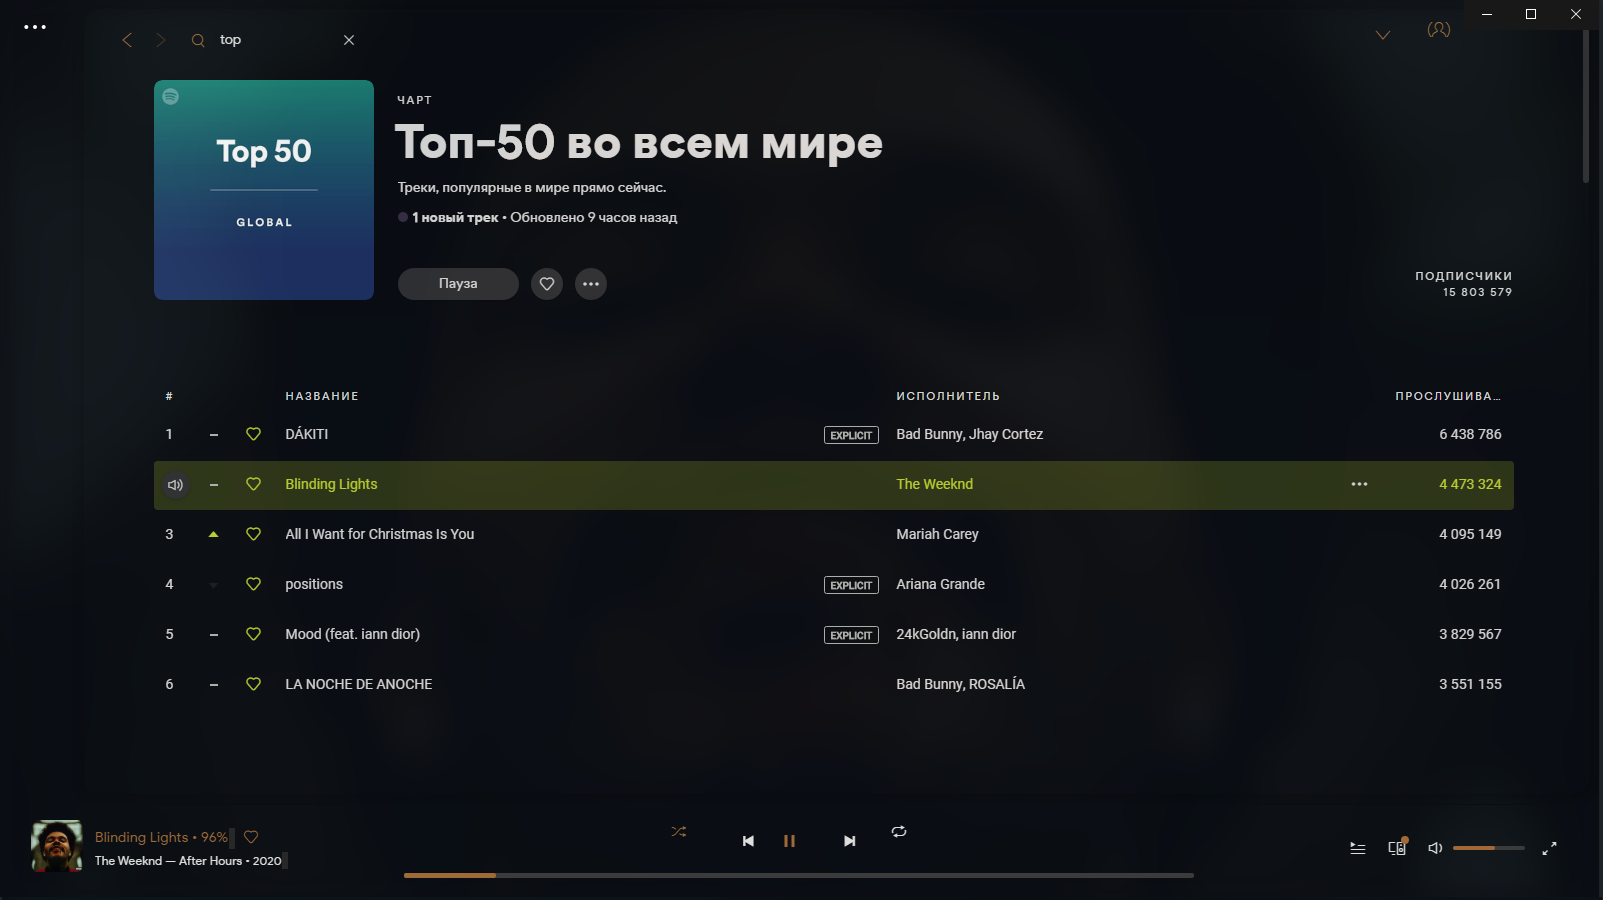 top
Top 50
GLOBAL
ЧАРТ
Топ-50 во всем мире
Треки, популярные в мире прямо сейчас.
1 новый трек • Обновлено 9 часов назад
Пауза
ПОДПИСЧИКИ
15 803 579
# НАЗВАНИЕ ИСПОЛНИТЕЛЬ ПРОСЛУШИВА...
1 – DÁKITI EXPLICIT Bad Bunny, Jhay Cortez 6 438 786
– Blinding Lights The Weeknd 4 473 324
3 All I Want for Christmas Is You Mariah Carey 4 095 149
4 positions EXPLICIT Ariana Grande 4 026 261
5 – Mood (feat. iann dior) EXPLICIT 24kGoldn, iann dior 3 829 567
6 – LA NOCHE DE ANOCHE Bad Bunny, ROSALÍA 3 551 155
Blinding Lights • 96%
The Weeknd — After Hours • 2020